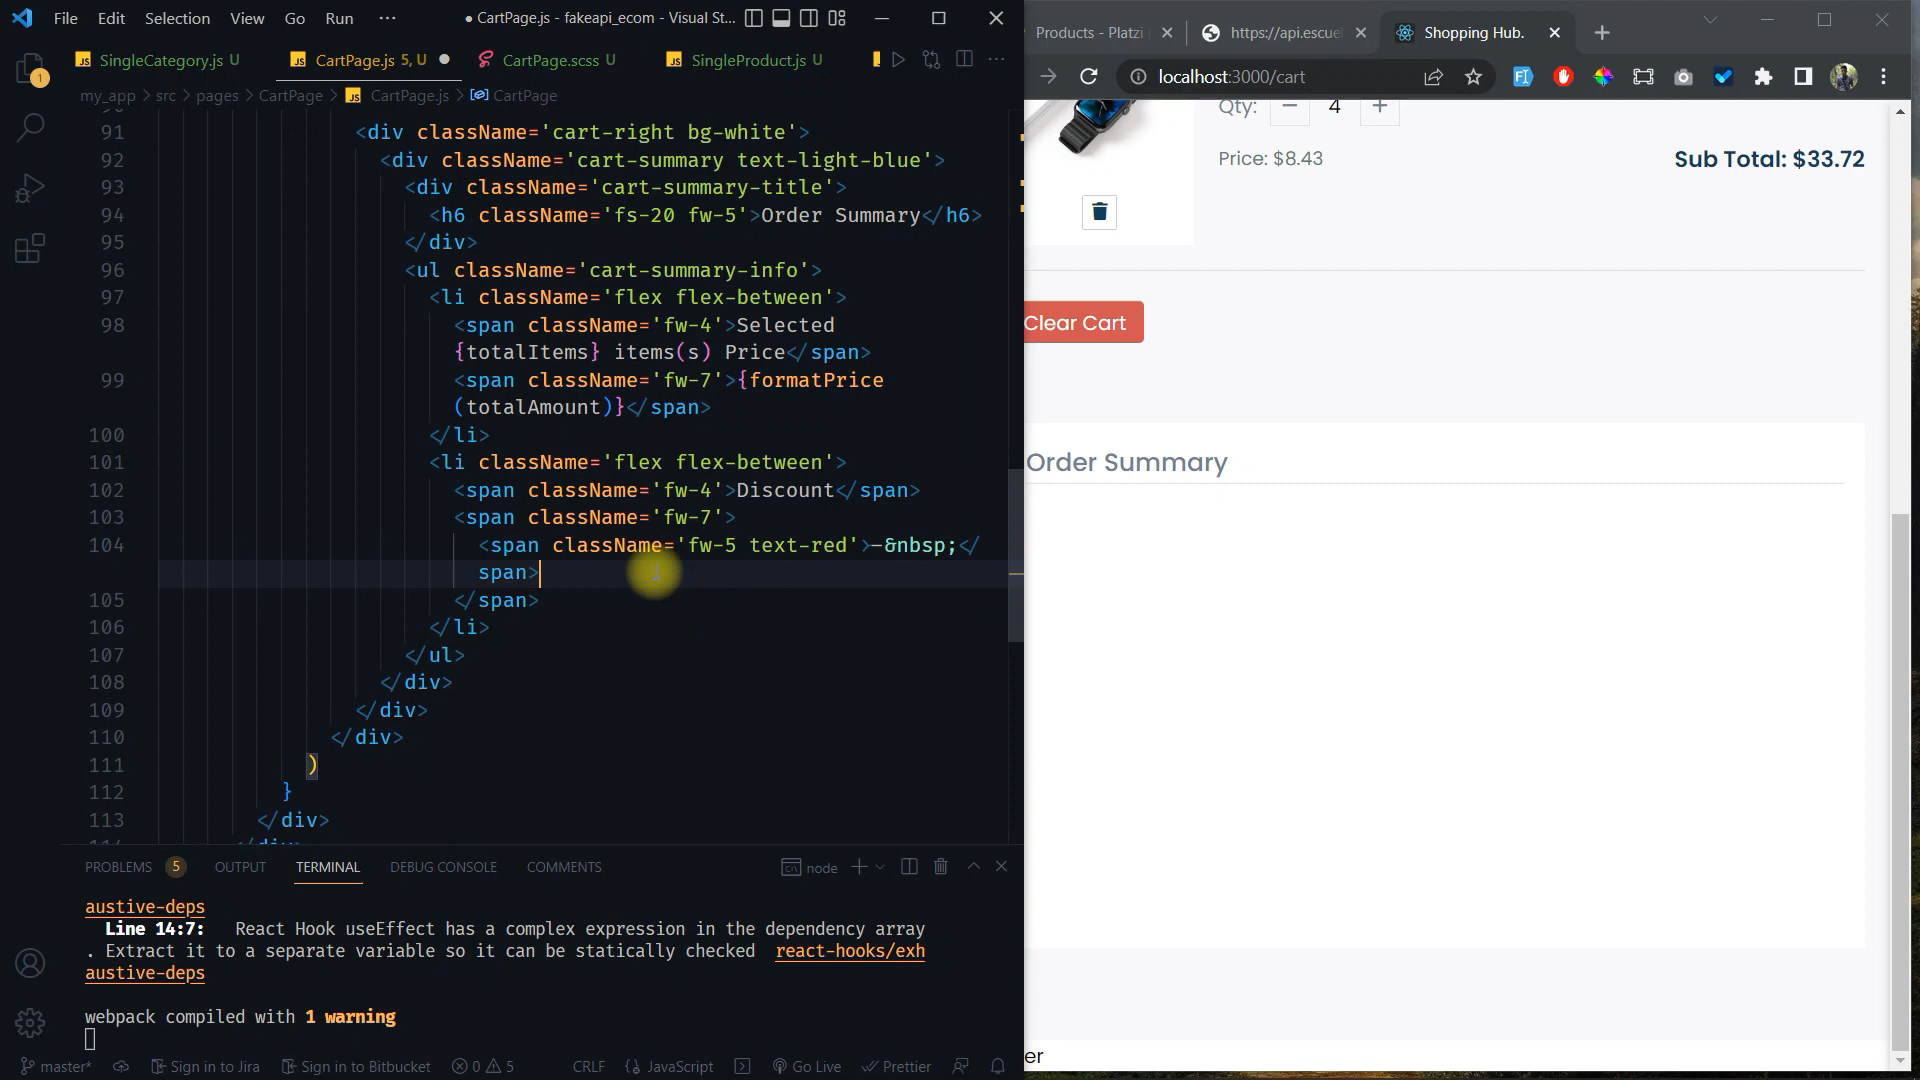 File Edit Selection View Go Run ··· ● CartPage.js - fakeapi_ecom - Visual St...
SingleCategory.js U CartPage.js 5, U ● CartPage.scss U SingleProduct.js U
my_app > src > pages > CartPage > CartPage.js > CartPage
91 <div className='cart-right bg-white'>
92 <div className='cart-summary text-light-blue'>
93 <div className='cart-summary-title'>
94 <h6 className='fs-20 fw-5'>Order Summary</h6>
95 </div>
96 <ul className='cart-summary-info'>
97 <li className='flex flex-between'>
98 <span className='fw-4'>Selected
{totalItems} items(s) Price</span>
99 <span className='fw-7'>{formatPrice
(totalAmount)}</span>
100 </li>
101 <li className='flex flex-between'>
102 <span className='fw-4'>Discount</span>
103 <span className='fw-7'>
104 <span className='fw-5 text-red'>-&nbsp;</
span>
105 </span>
106 </li>
107 </ul>
108 </div>
109 </div>
110 </div>
111 )
112 }
113 </div>
PROBLEMS 5 OUTPUT TERMINAL DEBUG CONSOLE COMMENTS node
austive-deps
Line 14:7: React Hook useEffect has a complex expression in the dependency array
. Extract it to a separate variable so it can be statically checked react-hooks/exh
austive-deps
webpack compiled with 1 warning
master* Sign in to Jira Sign in to Bitbucket 0 5 CRLF {} JavaScript Go Live Prettier
1
Products - Platzi https://api.escue Shopping Hub.
localhost:3000/cart
Qty: − 4 +
Price: $8.43 Sub Total: $33.72
Clear Cart
Order Summary
er